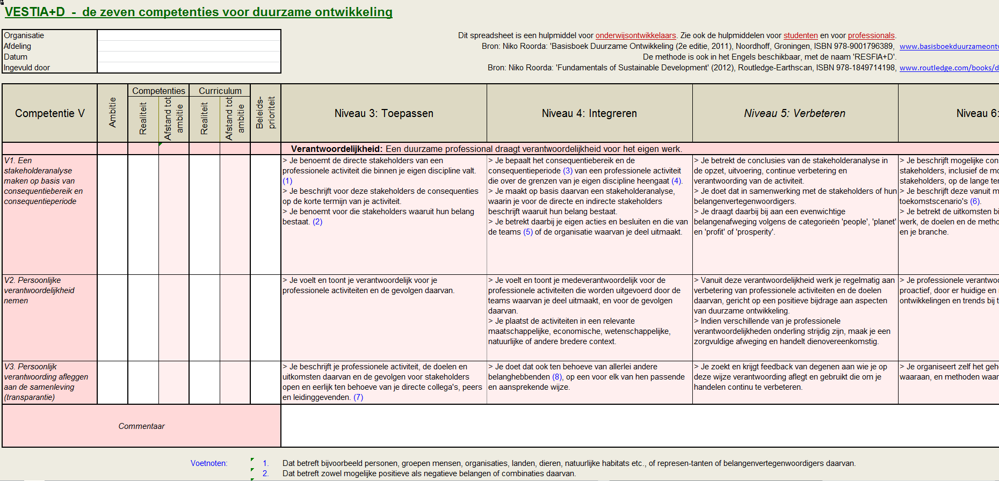 VESTIA+D - de zeven competenties voor duurzame ontwikkeling
Organisatie
Afdeling
Datum
Ingevuld door
Dit spreadsheet is een hulpmiddel voor onderwijsontwikkelaars. Zie ook de hulpmiddelen voor studenten en voor professionals.
Bron: Niko Roorda: 'Basisboek Duurzame Ontwikkeling (2e editie, 2011), Noordhoff, Groningen, ISBN 978-9001796389, www.basisboekduurzameontw
De methode is ook in het Engels beschikbaar, met de naam 'RESFIA+D'.
Bron: Niko Roorda: 'Fundamentals of Sustainable Development' (2012), Routledge-Earthscan, ISBN 978-1849714198, www.routledge.com/books/d
Competentie V
Ambitie
Competenties
Realiteit
Afstand tot
ambitie
Curriculum
Realiteit
Afstand tot
ambitie
Beleids-
prioriteit
Niveau 3: Toepassen
Niveau 4: Integreren
Niveau 5: Verbeteren
Niveau 6:
Verantwoordelijkheid: Een duurzame professional draagt verantwoordelijkheid voor het eigen werk.
V1. Een
stakeholderanalyse
maken op basis van
consequentiebereik en
consequentieperiode
> Je benoemt de directe stakeholders van een
professionele activiteit die binnen je eigen discipline valt.
(1)
> Je beschrijft voor deze stakeholders de consequenties
op de korte termijn van je activiteit.
> Je benoemt voor die stakeholders waaruit hun belang
bestaat. (2)
> Je bepaalt het consequentiebereik en de
consequentieperiode (3) van een professionele activiteit
die over de grenzen van je eigen discipline heengaat (4).
> Je maakt op basis daarvan een stakeholderanalyse,
waarin je voor de directe en indirecte stakeholders
beschrijft waaruit hun belang bestaat.
> Je betrekt daarbij je eigen acties en besluiten en die van
de teams (5) of de organisatie waarvan je deel uitmaakt.
> Je betrekt de conclusies van de stakeholderanalyse in
de opzet, uitvoering, continue verbetering en
verantwoording van de activiteit.
> Je doet dat in samenwerking met de stakeholders of hun
belangenvertegenwoordigers.
> Je draagt daarbij bij aan een evenwichtige
belangenafweging volgens de categorieën 'people', 'planet'
en 'profit' of 'prosperity'.
> Je beschrijft mogelijke con
stakeholders, inclusief de mo
stakeholders, op de lange ter
> Je beschrijft deze vanuit m
toekomstscenario's (6).
> Je betrekt de uitkomsten bi
werk, de doelen en de metho
en je branche.
V2. Persoonlijke
verantwoordelijkheid
nemen
> Je voelt en toont je verantwoordelijk voor je
professionele activiteiten en de gevolgen daarvan.
> Je voelt en toont je medeverantwoordelijk voor de
professionele activiteiten die worden uitgevoerd door de
teams waarvan je deel uitmaakt, en voor de gevolgen
daarvan.
> Je plaatst de activiteiten in een relevante
maatschappelijke, economische, wetenschappelijke,
natuurlijke of andere bredere context.
> Vanuit deze verantwoordelijkheid werk je regelmatig aan
verbetering van professionele activiteiten en de doelen
daarvan, gericht op een positieve bijdrage aan aspecten
van duurzame ontwikkeling.
> Indien verschillende van je professionele
verantwoordelijkheden onderling strijdig zijn, maak je een
zorgvuldige afweging en handelt dienovereenkomstig.
> Je professionele verantwoo
proactief, door er huidige en
ontwikkelingen en trends bij t
V3. Persoonlijk
verantwoording afleggen
aan de samenleving
(transparantie)
> Je beschrijft je professionele activiteit, de doelen en
uitkomsten daarvan en de gevolgen voor stakeholders
open en eerlijk ten behoeve van je directe collega's, peers
en leidinggevenden. (7)
> Je doet dat ook ten behoeve van allerlei andere
belanghebbenden (8), op een voor elk van hen passende
en aansprekende wijze.
> Je zoekt en krijgt feedback van degenen aan wie je op
deze wijze verantwoording aflegt en gebruikt die om je
handelen continu te verbeteren.
> Je organiseert zelf het geh
waaraan, en methoden waar
Commentaar
Voetnoten:
1. Dat betreft bijvoorbeeld personen, groepen mensen, organisaties, landen, dieren, natuurlijke habitats etc., of represen-tanten of belangenvertegenwoordigers daarvan.
2. Dat betreft zowel mogelijke positieve als negatieve belangen of combinaties daarvan.